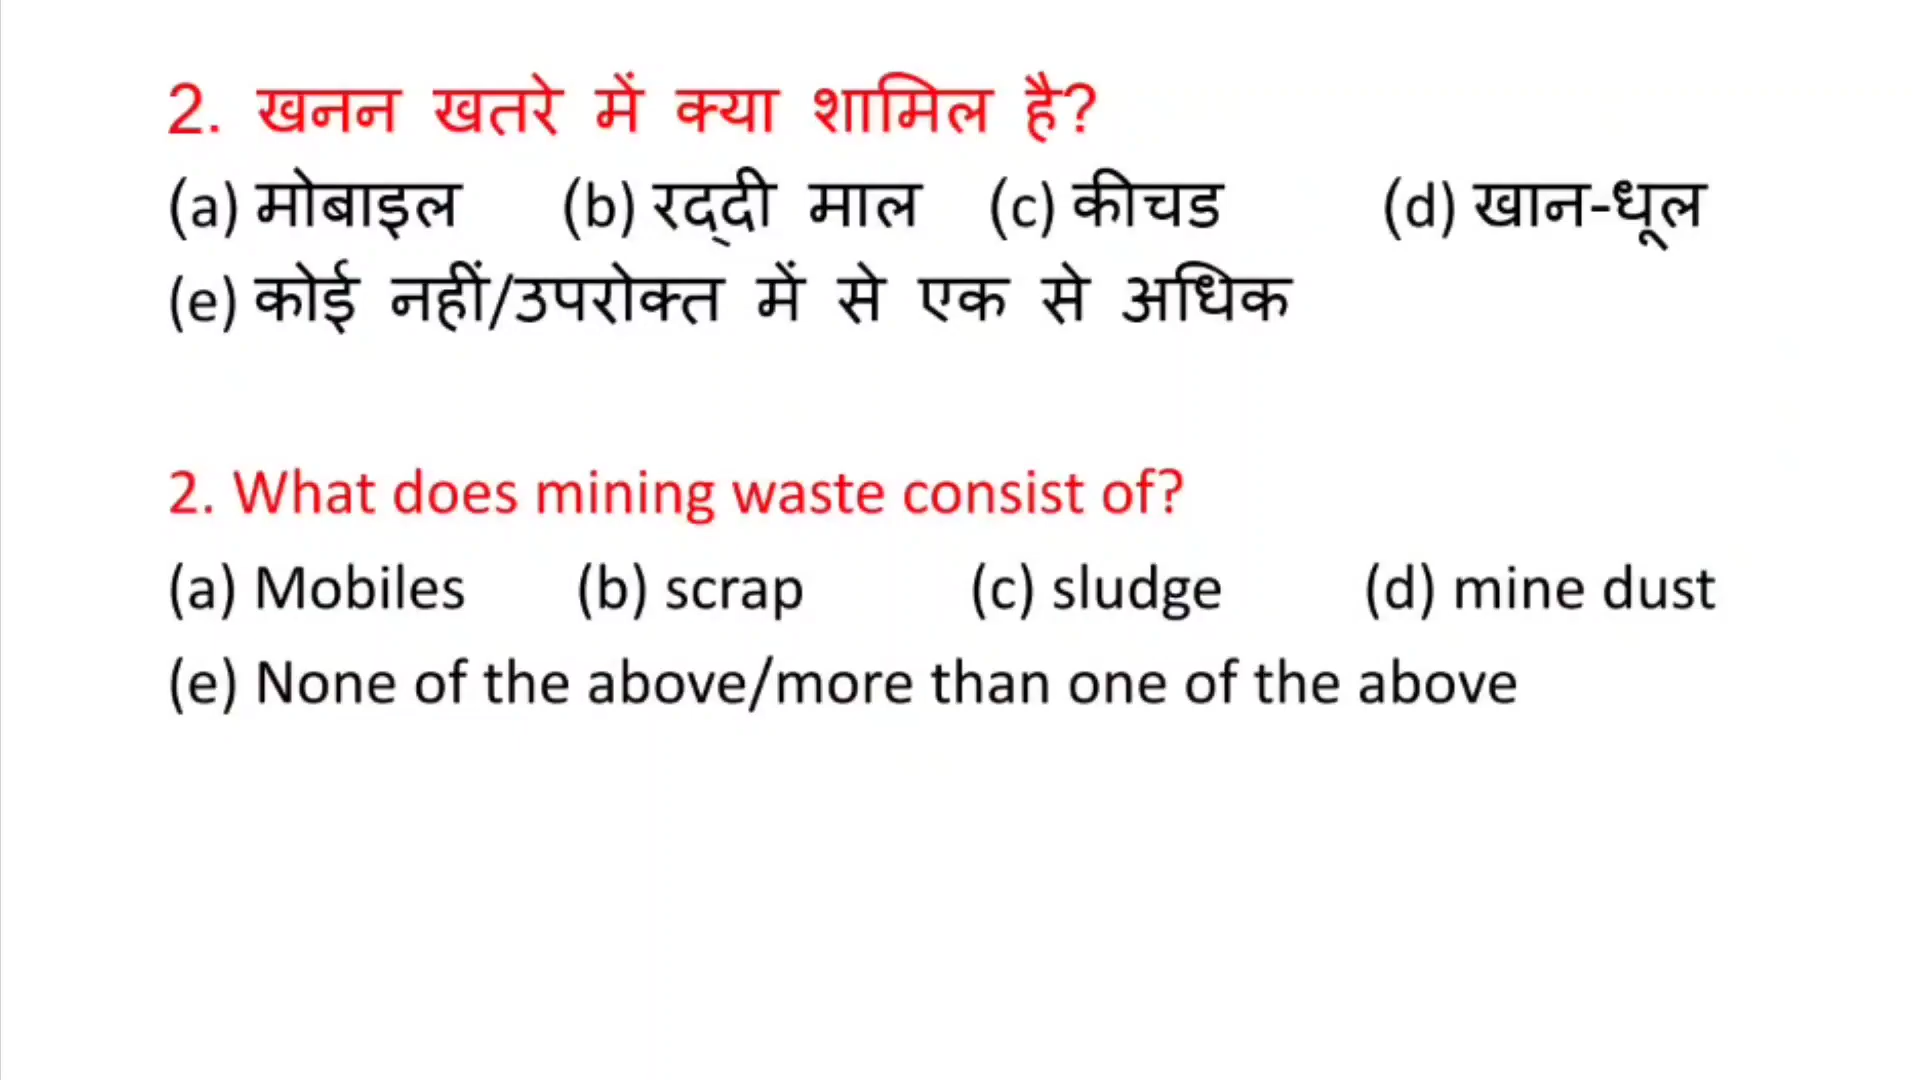 2. खनन खतरे में क्या शामिल है?
(a) मोबाइल (b) रद्दी माल (c) कीचड (d) खान-धूल
(e) कोई नहीं/उपरोक्त में से एक से अधिक
2. What does mining waste consist of?
(a) Mobiles (b) scrap (c) sludge (d) mine dust
(e) None of the above/more than one of the above